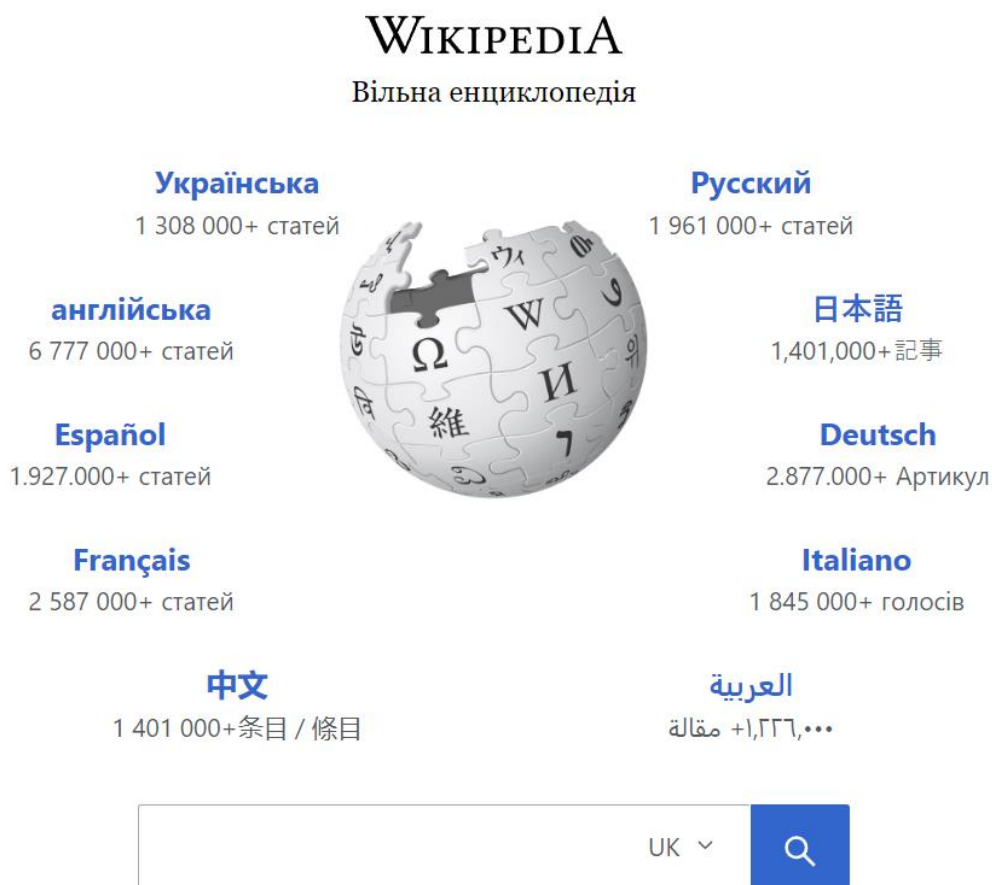 WIKIPEDIA
Вільна енциклопедія
Українська
1 308 000+ статей
Русский
1 961 000+ статей
англійська
6 777 000+ статей
日本語
1,401,000+記事
Español
1.927.000+ статей
Deutsch
2.877.000+ Артикул
Français
2 587 000+ статей
Italiano
1 845 000+ голосів
中文
1 401 000+条目 / 條目
العربية
١,٢٢٦,٠٠٠+ مقالة
Ω
W
И
維
ウィ
ר
UK